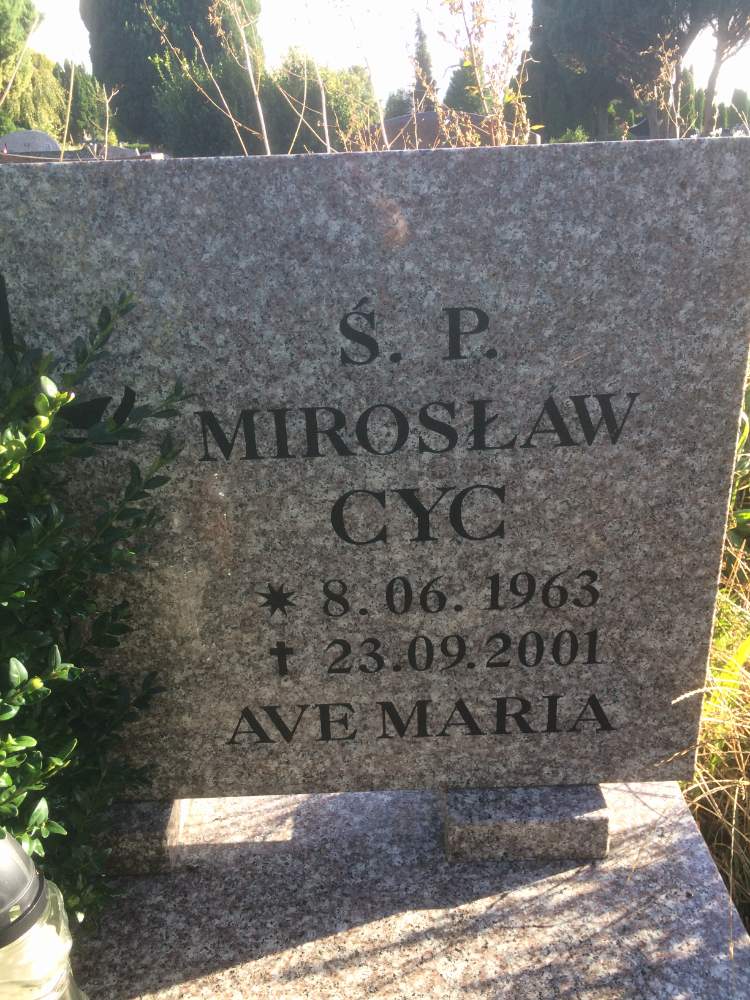 Ś. P.
MIROSŁAW
CYC
✷ 8. 06. 1963
✝ 23.09.2001
AVE MARIA